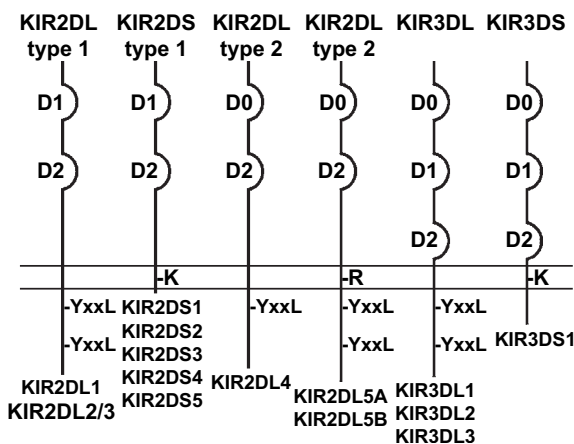 KIR2DL KIR2DS KIR2DL KIR2DL KIR3DL KIR3DS
type 1 type 1 type 2 type 2
D1 D1 D0 D0 D0 D0
D2 D2 D2 D2 D1 D1
D2 D2
-K -R -K
-YxxL KIR2DS1 -YxxL -YxxL -YxxL
KIR2DS2 KIR3DS1
-YxxL KIR2DS3 -YxxL -YxxL
KIR2DL1 KIR2DS4 KIR2DL4 KIR2DL5A KIR3DL1
KIR2DL2/3 KIR2DS5 KIR2DL5B KIR3DL2
KIR3DL3